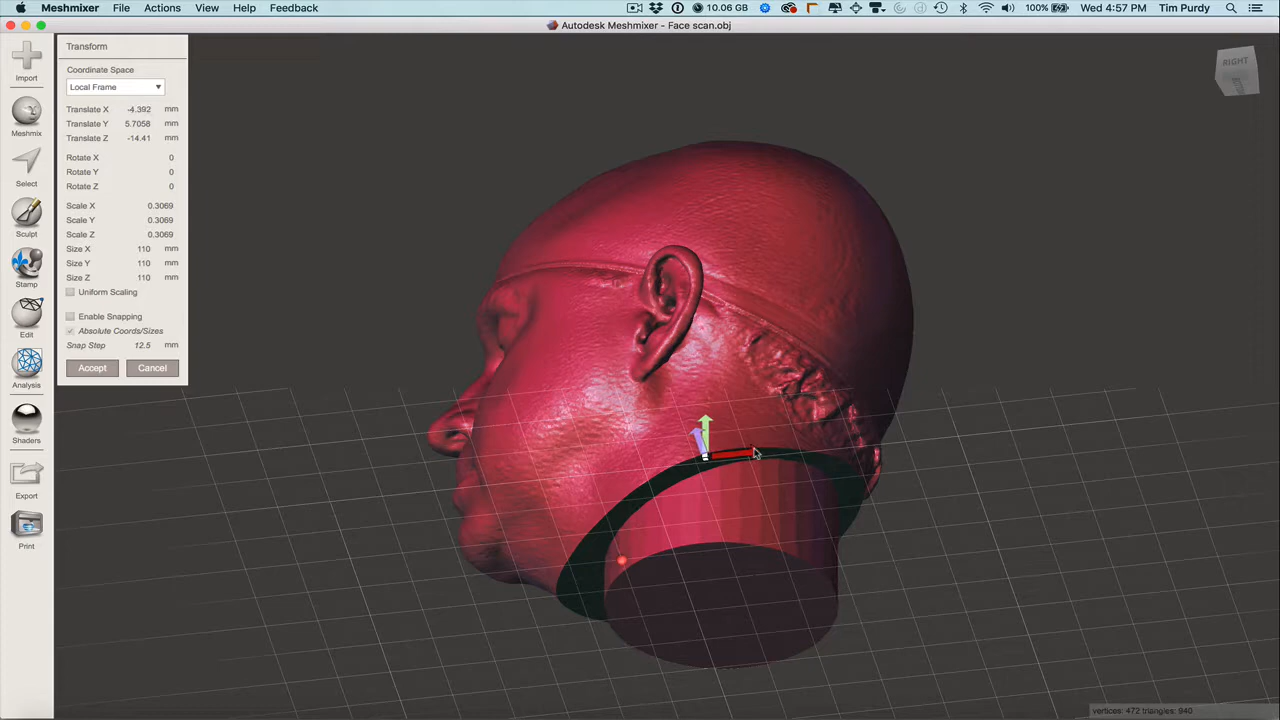 Meshmixer File Actions View Help Feedback
10.06 GB
100%
Wed 4:57 PM Tim Purdy
Autodesk Meshmixer - Face scan.obj
Import
Meshmix
Select
Sculpt
Stamp
Edit
Analysis
Shaders
Export
Print
Transform
Coordinate Space
Local Frame
Translate X -4.392 mm
Translate Y 5.7058 mm
Translate Z -14.41 mm
Rotate X 0
Rotate Y 0
Rotate Z 0
Scale X 0.3069
Scale Y 0.3069
Scale Z 0.3069
Size X 110 mm
Size Y 110 mm
Size Z 110 mm
Uniform Scaling
Enable Snapping
Absolute Coords/Sizes
Snap Step 12.5 mm
Accept Cancel
RIGHT
vertices: 472 triangles: 940